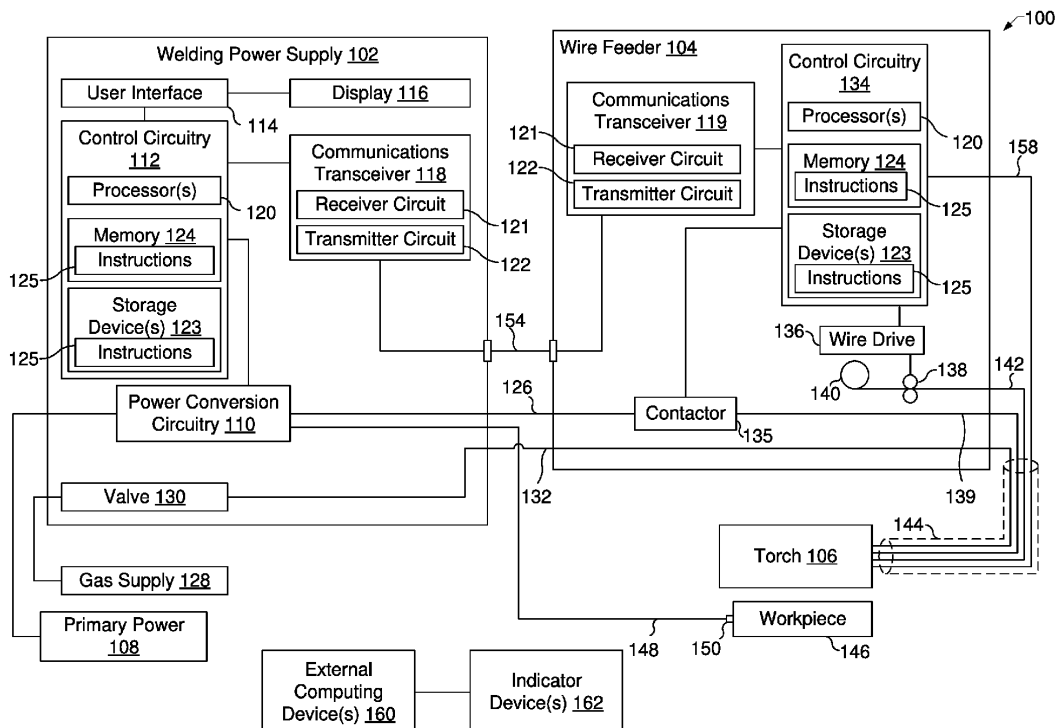 100
Welding Power Supply 102
User Interface
Display 116
114
Control Circuitry
112
Processor(s)
120
Memory 124
Instructions
125
Storage
Device(s) 123
Instructions
125
Communications
Transceiver 118
Receiver Circuit
121
Transmitter Circuit
122
Power Conversion
Circuitry 110
Valve 130
Gas Supply 128
Primary Power
108
154
126
132
Wire Feeder 104
Communications
Transceiver 119
121
Receiver Circuit
122
Transmitter Circuit
Control Circuitry
134
Processor(s)
120
Memory 124
Instructions
125
Storage
Device(s) 123
Instructions
125
158
136
Wire Drive
138
140
142
Contactor
135
139
144
Torch 106
Workpiece
146
148
150
External
Computing
Device(s) 160
Indicator
Device(s) 162